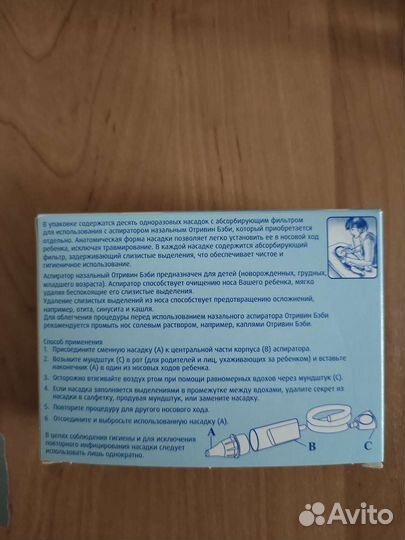 В упаковке содержатся десять одноразовых насадок с абсорбирующим фильтром
для использования с аспиратором назальным Отривин Бэби, который приобретается
отдельно. Анатомическая форма насадки позволяет легко установить ее в носовой ход
ребенка, исключая травмирование. В каждой насадке содержится абсорбирующий
фильтр, задерживающий слизистые выделения, что обеспечивает чистое и
гигиеничное использование.
Аспиратор назальный Отривин Бэби предназначен для детей (новорожденных, грудных,
младшего возраста). Аспиратор способствует очищению носа Вашего ребенка, мягко
удаляя беспокоящие его слизистые выделения.
Удаление слизистых выделений из носа способствует предотвращению осложнений,
например, отита, синусита и кашля.
Для облегчения процедуры перед использованием назального аспиратора Отривин Бэби
рекомендуется промыть нос солевым раствором, например, каплями Отривин Бэби.
Способ применения
1. Присоедините сменную насадку (А) к центральной части корпуса (В) аспиратора.
2. Возьмите мундштук (С) в рот (для родителей и лиц, ухаживающих за ребенком) и вставьте
наконечник (А) в один из носовых ходов ребенка.
3. Осторожно втягивайте воздух ртом при помощи равномерных вдохов через мундштук (С).
4. Если насадка заполняется выделениями в промежутке между вдохами, удалите секрет из
насадки в салфетку, продувая мундштук, или замените насадку.
5. Повторите процедуру для другого носового хода.
6. Отсоедините и выбросьте использованную насадку (А).
В целях соблюдения гигиены и для исключения
повторного инфицирования насадки следует
использовать лишь однократно.
A
B
C
Avito